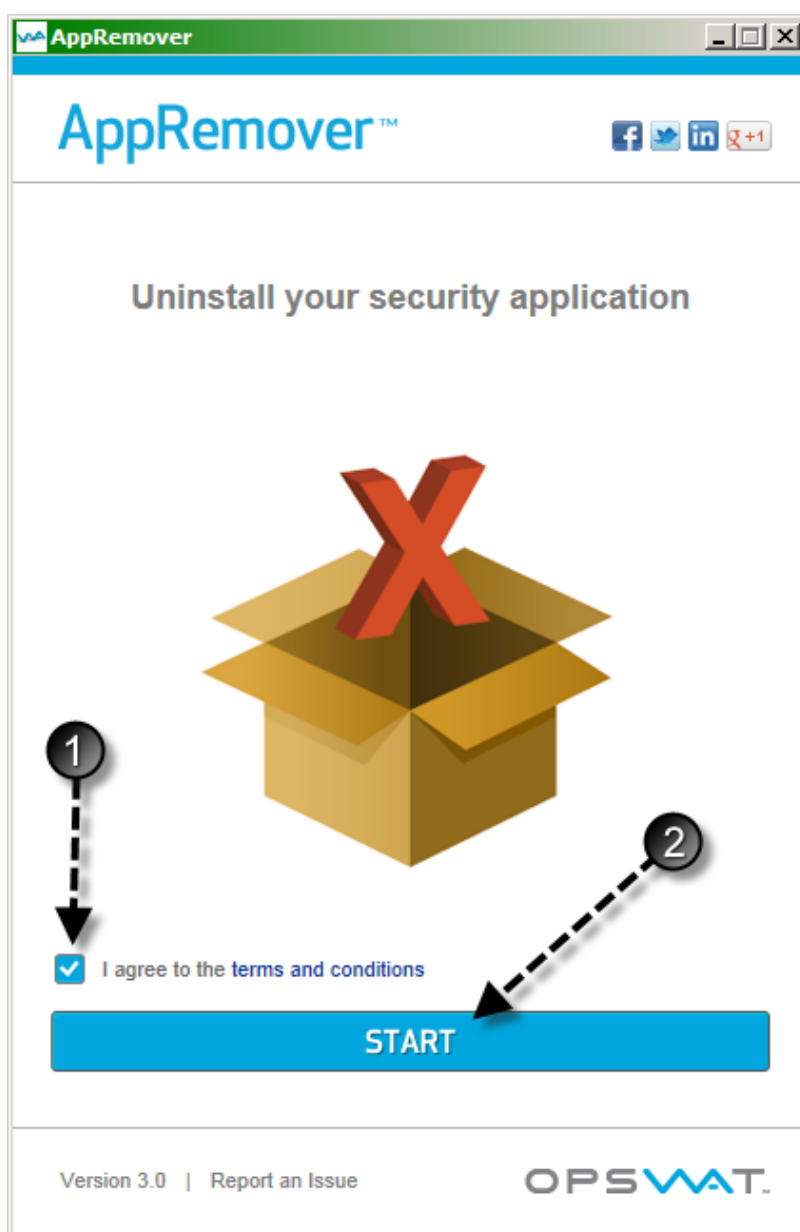 AppRemover
AppRemover™
g+1
Uninstall your security application
X
1
2
I agree to the terms and conditions
START
Version 3.0 | Report an Issue
OPSWAT™